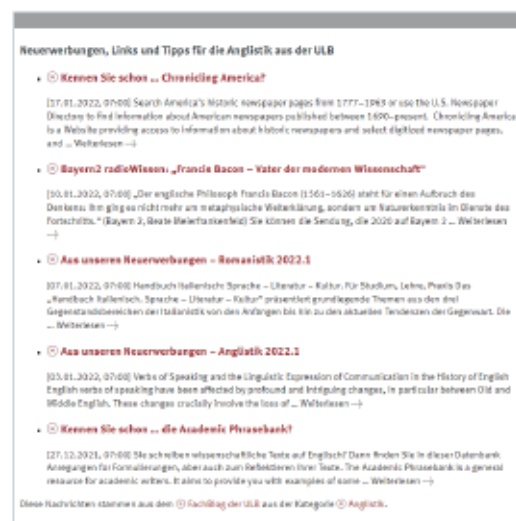 Neuerwerbungen, Links und Tipps für die Anglistik aus der ULB
Kennen Sie schon ... Chronicling America?
[17.01.2022, 07:00] Search America's historic newspaper pages from 1777–1963 or use the U.S. Newspaper
Directory to find information about American newspapers published between 1690–present. Chronicling America
is a Website providing access to information about historic newspapers and select digitized newspaper pages,
and ... Weiterlesen →
Bayern2 radioWissen: „Francis Bacon – Vater der modernen Wissenschaft"
[10.01.2022, 07:00] „Der englische Philosoph Francis Bacon (1561–1626) steht für einen Aufbruch des
Denkens: Ihm ging es nicht mehr um metaphysische Welterklärung, sondern um Naturerkenntnis im Dienste des
Fortschritts." (Bayern 2, Beate Meierfrankenfeld) Sie können die Sendung, die 2020 auf Bayern 2 ... Weiterlesen
→
Aus unseren Neuerwerbungen – Romanistik 2022.1
[07.01.2022, 07:00] Handbuch Italienisch: Sprache – Literatur – Kultur. Für Studium, Lehre, Praxis Das
„Handbuch Italienisch. Sprache – Literatur – Kultur" präsentiert grundlegende Themen aus den drei
Gegenstandsbereichen der Italianistik von den Anfängen bis hin zu den aktuellen Tendenzen der Gegenwart. Die
... Weiterlesen →
Aus unseren Neuerwerbungen – Anglistik 2022.1
[03.01.2022, 07:00] Verbs of Speaking and the Linguistic Expression of Communication in the History of English
English verbs of speaking have been affected by profound and intriguing changes, in particular between Old and
Middle English. These changes crucially involve the loss of ... Weiterlesen →
Kennen Sie schon ... die Academic Phrasebank?
[27.12.2021, 07:00] Sie schreiben wissenschaftliche Texte auf Englisch? Dann finden Sie in dieser Datenbank
Anregungen für Formulierungen, aber auch zum Reflektieren Ihrer Texte. The Academic Phrasebank is a general
resource for academic writers. It aims to provide you with examples of some ... Weiterlesen →
Diese Nachrichten stammen aus dem Fachblog der ULB aus der Kategorie Anglistik.